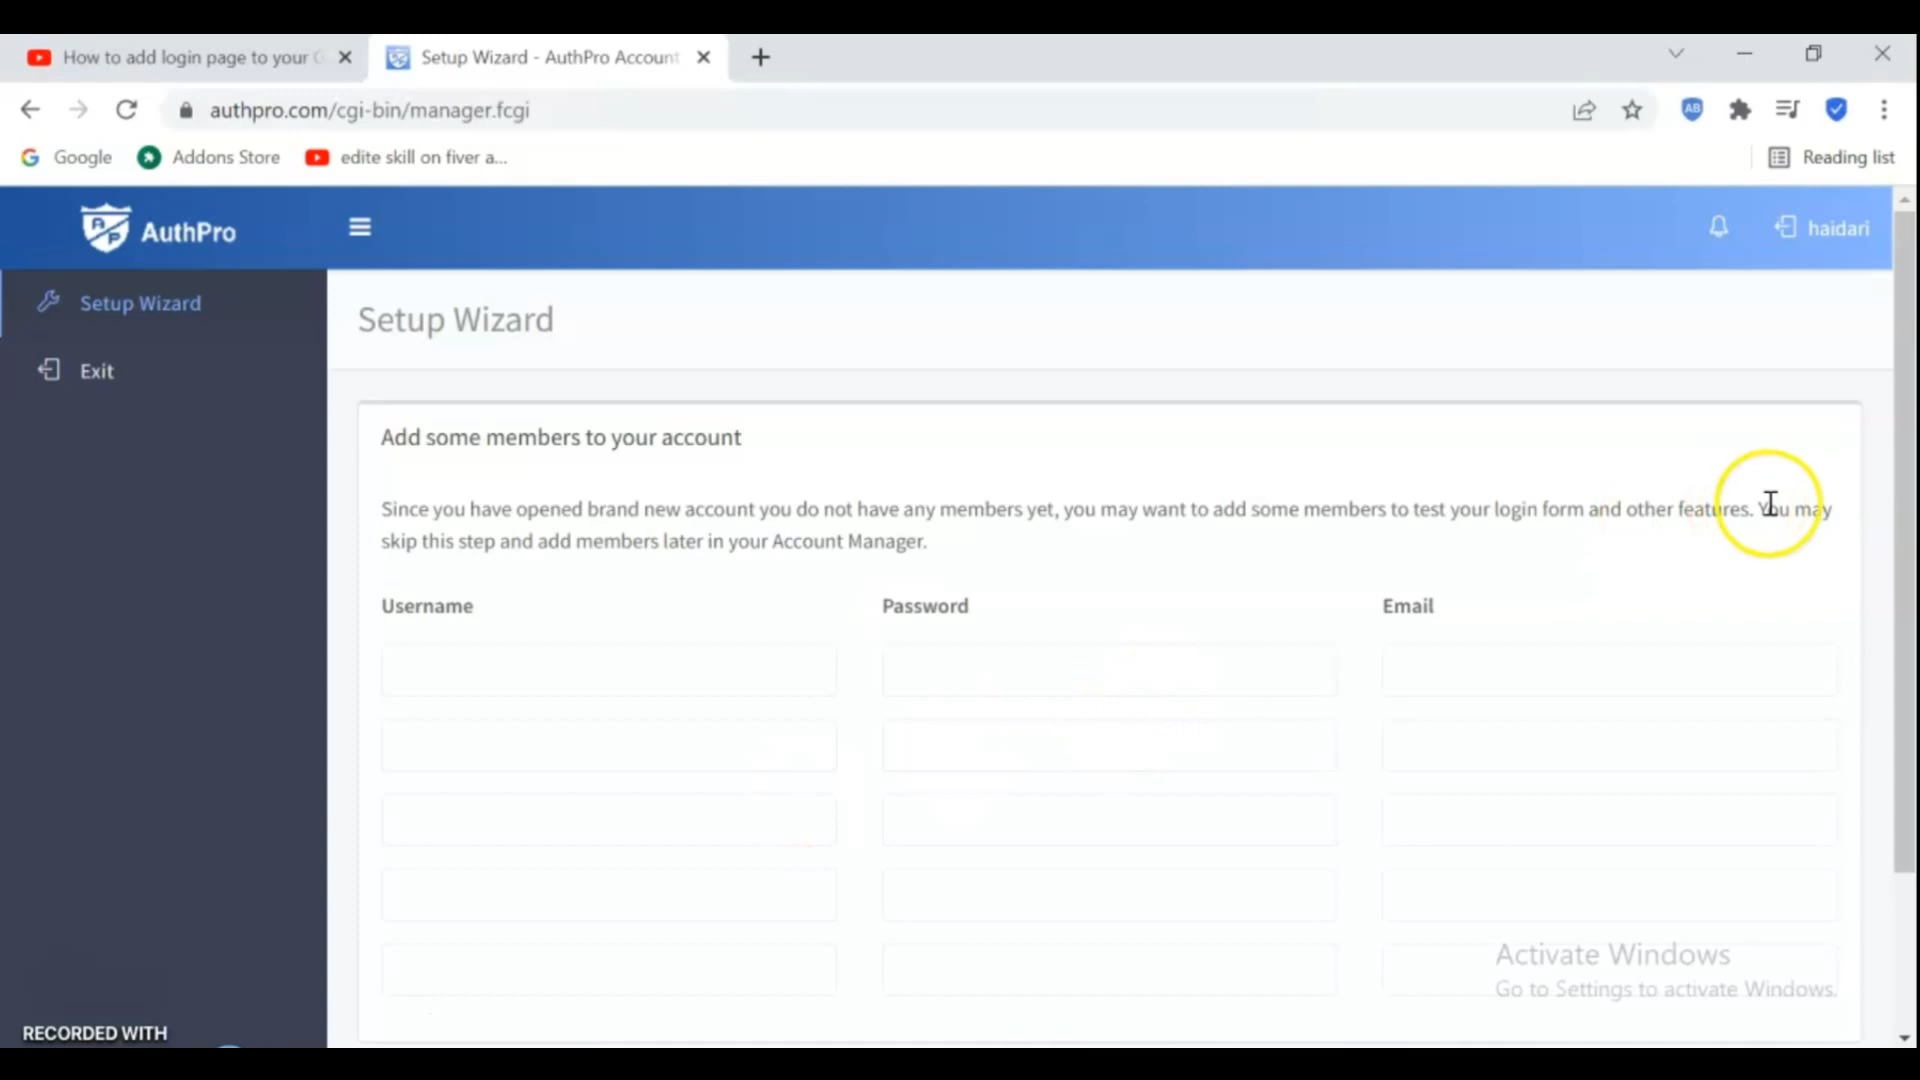 How to add login page to your G
Setup Wizard - AuthPro Account
authpro.com/cgi-bin/manager.fcgi
AB
Google
Addons Store
edite skill on fiver a...
Reading list
AP
AuthPro
haidari
Setup Wizard
Exit
Setup Wizard
Add some members to your account
Since you have opened brand new account you do not have any members yet, you may want to add some members to test your login form and other features. You may
skip this step and add members later in your Account Manager.
Username
Password
Email
Activate Windows
Go to Settings to activate Windows.
RECORDED WITH